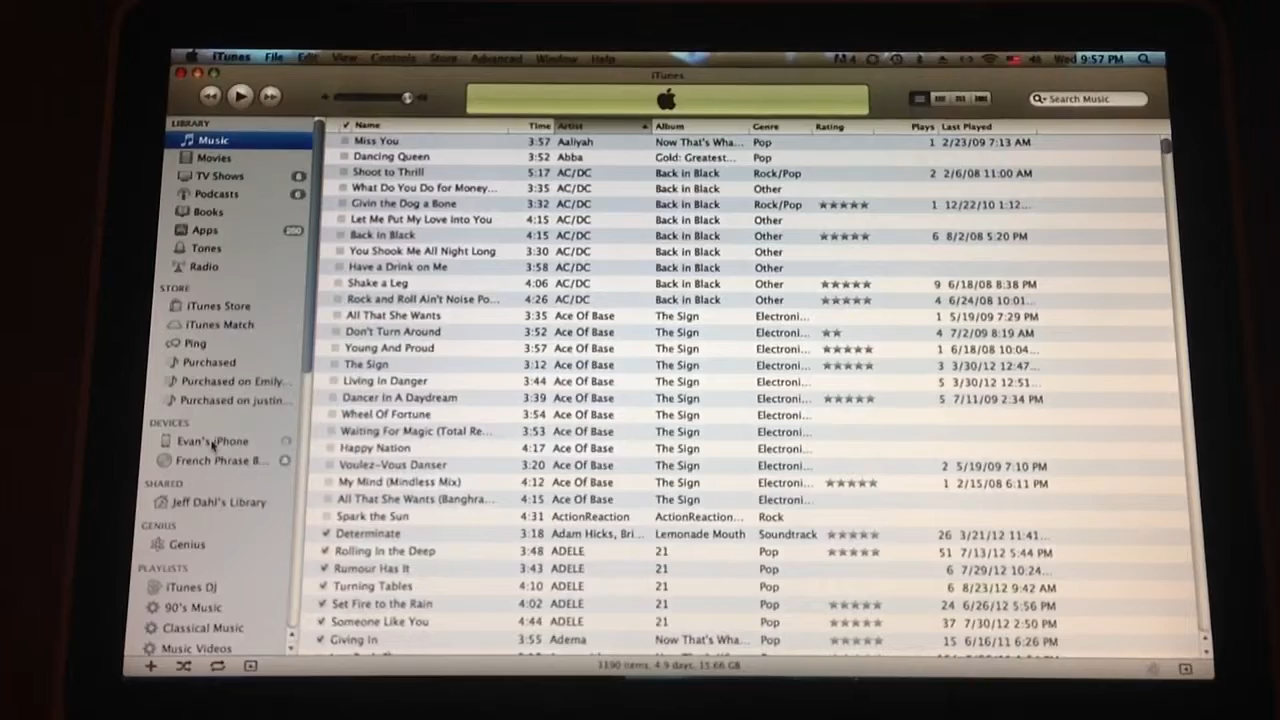 iTunes File Edit View Controls Store Advanced Window Help 4 Wed 9:57 PM
iTunes
Search Music
LIBRARY
Music
Movies
TV Shows
Podcasts 6
Books
Apps
Tones
Radio
STORE
iTunes Store
iTunes Match
Ping
Purchased
Purchased on Emily...
Purchased on justin...
DEVICES
Evan's iPhone
French Phrase B...
SHARED
Jeff Dahl's Library
GENIUS
Genius
PLAYLISTS
iTunes DJ
90's Music
Classical Music
Music Videos
Name Time Artist Album Genre Rating Plays Last Played
Miss You 3:57 Aaliyah Now That's Wha... Pop 1 2/23/09 7:13 AM
Dancing Queen 3:52 Abba Gold: Greatest... Pop
Shoot to Thrill 5:17 AC/DC Back in Black Rock/Pop 2 2/6/08 11:00 AM
What Do You Do for Money... 3:35 AC/DC Back in Black Other
Givin the Dog a Bone 3:32 AC/DC Back in Black Rock/Pop ★★★★★ 1 12/22/10 1:12...
Let Me Put My Love Into You 4:15 AC/DC Back in Black Other
Back in Black 4:15 AC/DC Back in Black Other ★★★★★ 6 8/2/08 5:20 PM
You Shook Me All Night Long 3:30 AC/DC Back in Black Other
Have a Drink on Me 3:58 AC/DC Back in Black Other
Shake a Leg 4:06 AC/DC Back in Black Other ★★★★★ 9 6/18/08 8:38 PM
Rock and Roll Ain't Noise Po... 4:26 AC/DC Back in Black Other ★★★★★ 4 6/24/08 10:01...
All That She Wants 3:35 Ace Of Base The Sign Electroni... 1 5/19/09 7:29 PM
Don't Turn Around 3:52 Ace Of Base The Sign Electroni... ★★ 4 7/2/09 8:19 AM
Young And Proud 3:57 Ace Of Base The Sign Electroni... ★★★★★ 1 6/18/08 10:04...
The Sign 3:12 Ace Of Base The Sign Electroni... ★★★★★ 3 3/30/12 12:47...
Living In Danger 3:44 Ace Of Base The Sign Electroni... 5 3/30/12 12:51...
Dancer In A Daydream 3:39 Ace Of Base The Sign Electroni... ★★★★★ 5 7/11/09 2:34 PM
Wheel Of Fortune 3:54 Ace Of Base The Sign Electroni...
Waiting For Magic (Total Re... 3:53 Ace Of Base The Sign Electroni...
Happy Nation 4:17 Ace Of Base The Sign Electroni...
Voulez-Vous Danser 3:20 Ace Of Base The Sign Electroni... 2 5/19/09 7:10 PM
My Mind (Mindless Mix) 4:12 Ace Of Base The Sign Electroni... ★★★★★ 1 2/15/08 6:11 PM
All That She Wants (Banghra... 4:15 Ace Of Base The Sign Electroni...
Spark the Sun 4:31 ActionReaction ActionReaction... Rock
Determinate 3:18 Adam Hicks, Bri... Lemonade Mouth Soundtrack ★★★★★ 26 3/21/12 11:41...
Rolling in the Deep 3:48 ADELE 21 Pop ★★★★★ 51 7/13/12 5:44 PM
Rumour Has It 3:43 ADELE 21 Pop 6 7/29/12 10:24...
Turning Tables 4:10 ADELE 21 Pop 6 8/23/12 9:42 AM
Set Fire to the Rain 4:02 ADELE 21 Pop ★★★★★ 24 6/26/12 5:56 PM
Someone Like You 4:44 ADELE 21 Pop ★★★★★ 37 7/30/12 2:50 PM
Giving In 3:55 Adema Now That's Wha... Pop ★★★★★ 15 6/16/11 6:26 PM
3190 items, 4.9 days, 15.66 GB